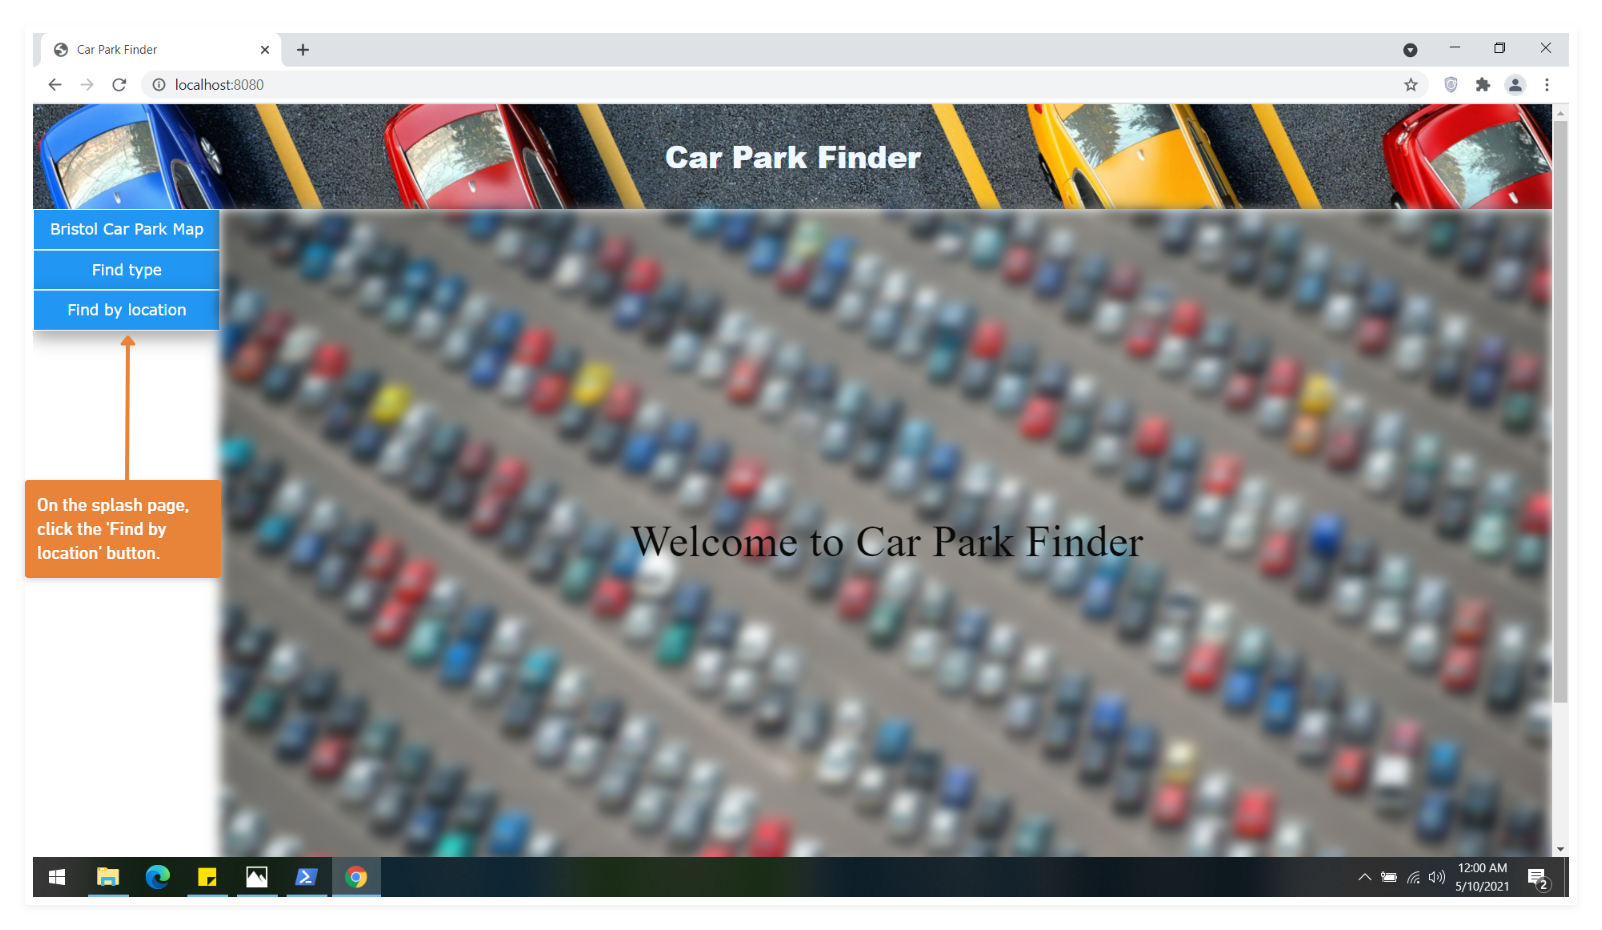 Car Park Finder
localhost:8080
Car Park Finder
Bristol Car Park Map
Find type
Find by location
On the splash page,
click the 'Find by
location' button.
Welcome to Car Park Finder
12:00 AM
5/10/2021
2